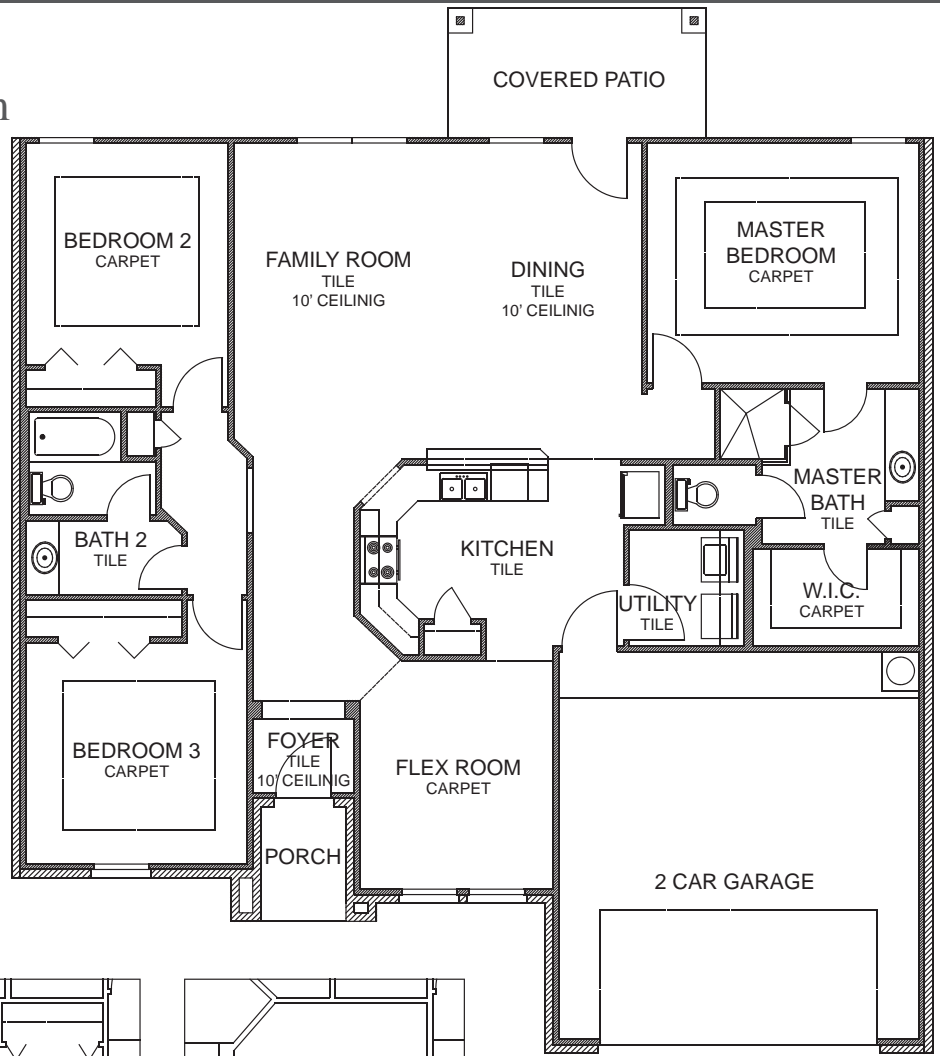 n
COVERED PATIO
BEDROOM 2
CARPET
FAMILY ROOM
TILE
10' CEILINIG
DINING
TILE
10' CEILINIG
MASTER
BEDROOM
CARPET
MASTER
BATH
TILE
BATH 2
TILE
KITCHEN
TILE
UTILITY
TILE
W.I.C.
CARPET
BEDROOM 3
CARPET
FOYER
TILE
10' CEILINIG
FLEX ROOM
CARPET
PORCH
2 CAR GARAGE